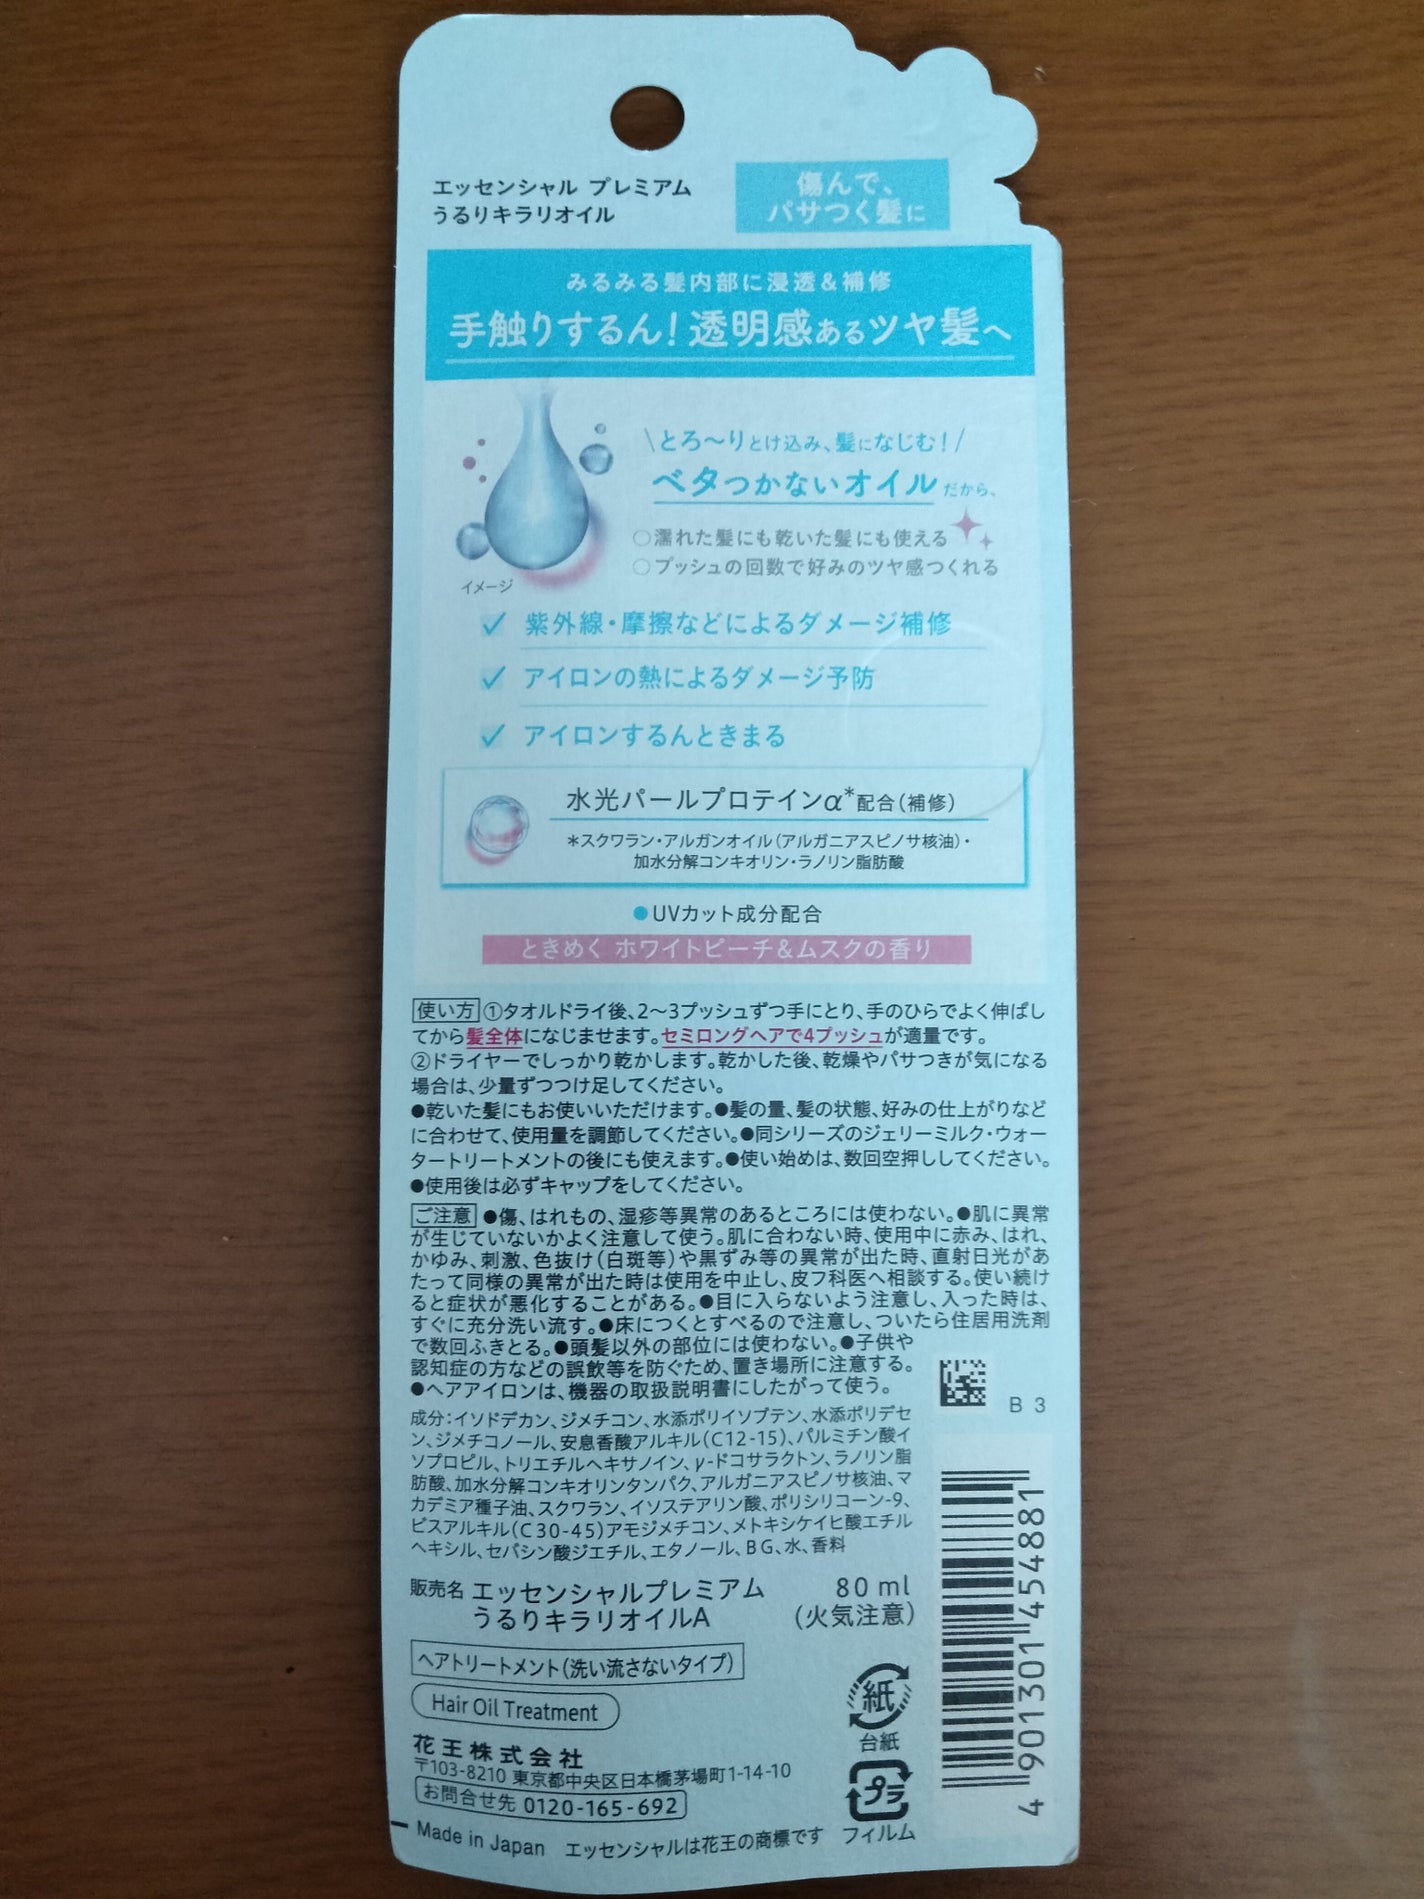 エッセンシャル プレミアム
うるりキラリオイル
傷んで、
パサつく髪に
みるみる髪内部に浸透&補修
手触りするん!透明感あるツヤ髪へ
\とろ〜りとけ込み、髪になじむ!/
ベタつかないオイルだから、
○濡れた髪にも乾いた髪にも使える
○プッシュの回数で好みのツヤ感つくれる
イメージ
✓ 紫外線・摩擦などによるダメージ補修
✓ アイロンの熱によるダメージ予防
✓ アイロンするんときまる
水光パールプロテインα*配合(補修)
*スクワラン・アルガンオイル(アルガニアスピノサ核油)・
加水分解コンキオリン・ラノリン脂肪酸
●UVカット成分配合
ときめく ホワイトピーチ&ムスクの香り
使い方 ①タオルドライ後、2〜3プッシュずつ手にとり、手のひらでよく伸ばし
てから髪全体になじませます。セミロングヘアで4プッシュが適量です。
②ドライヤーでしっかり乾かします。乾かした後、乾燥やパサつきが気になる
場合は、少量ずつつけ足してください。
●乾いた髪にもお使いいただけます。●髪の量、髪の状態、好みの仕上がりなど
に合わせて、使用量を調節してください。●同シリーズのジェリーミルク・ウォー
タートリートメントの後にも使えます。●使い始めは、数回空押ししてください。
●使用後は必ずキャップをしてください。
ご注意 ●傷、はれもの、湿疹等異常のあるところには使わない。●肌に異常
が生じていないかよく注意して使う。肌に合わない時、使用中に赤み、はれ、
かゆみ、刺激、色抜け(白斑等)や黒ずみ等の異常が出た時、直射日光があ
たって同様の異常が出た時は使用を中止し、皮フ科医へ相談する。使い続け
ると症状が悪化することがある。●目に入らないよう注意し、入った時は、
すぐに充分洗い流す。●床につくとすべるので注意し、ついたら住居用洗剤
で数回ふきとる。●頭髪以外の部位には使わない。●子供や
認知症の方などの誤飲等を防ぐため、置き場所に注意する。
●ヘアアイロンは、機器の取扱説明書にしたがって使う。
B 3
成分:イソドデカン、ジメチコン、水添ポリイソブテン、水添ポリデセ
ン、ジメチコノール、安息香酸アルキル(C12-15)、パルミチン酸イ
ソプロピル、トリエチルヘキサノイン、γ-ドコサラクトン、ラノリン脂
肪酸、加水分解コンキオリンタンパク、アルガニアスピノサ核油、マ
カデミア種子油、スクワラン、イソステアリン酸、ポリシリコーン-9、
ビスアルキル(C30-45)アモジメチコン、メトキシケイヒ酸エチル
ヘキシル、セバシン酸ジエチル、エタノール、BG、水、香料
販売名 エッセンシャルプレミアム
うるりキラリオイルA
80 ml
(火気注意)
ヘアトリートメント(洗い流さないタイプ)
Hair Oil Treatment
花王株式会社
〒103-8210 東京都中央区日本橋茅場町1-14-10
お問合せ先 0120-165-692
Made in Japan エッセンシャルは花王の商標です
紙
台紙
プラ
フィルム
4 901301 454881